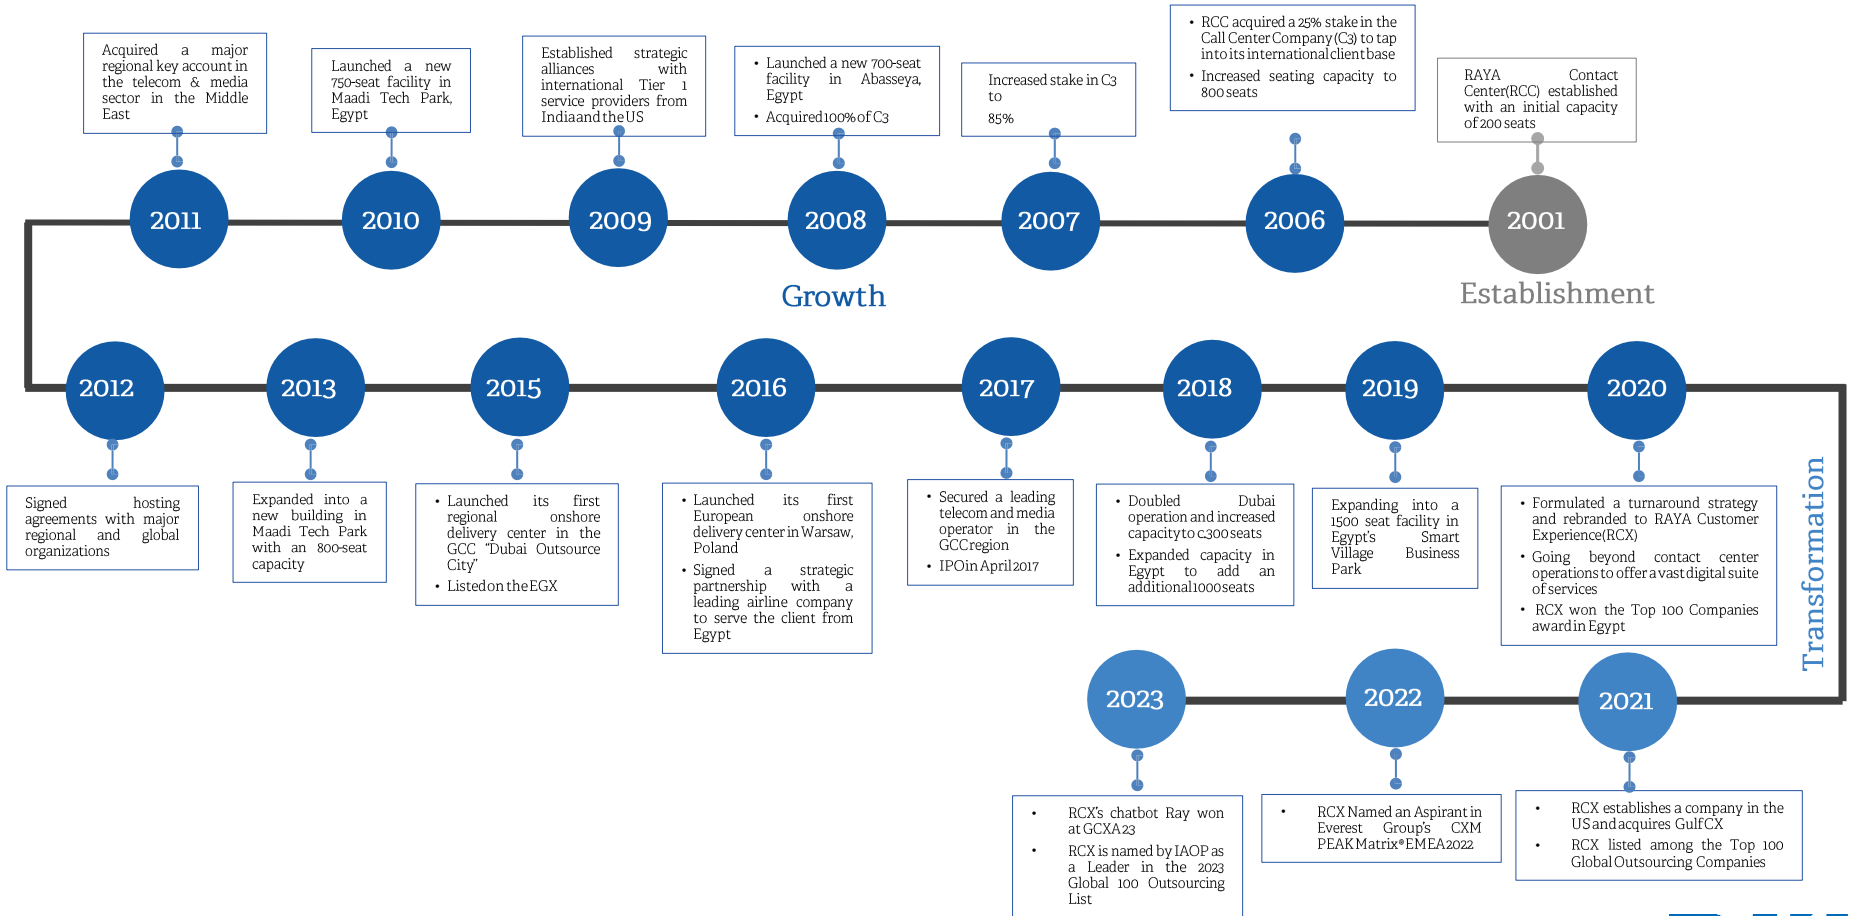 Acquired a major
regional key account in
the telecom & media
sector in the Middle
East
Launched a new
750-seat facility in
Maadi Tech Park,
Egypt
Established strategic
alliances with
international Tier 1
service providers from
India and the US
• Launched a new 700-seat
facility in Abasseya,
Egypt
• Acquired 100% of C3
Increased stake in C3
to
85%
• RCC acquired a 25% stake in the
Call Center Company (C3) to tap
into its international client base
• Increased seating capacity to
800 seats
RAYA Contact
Center(RCC) established
with an initial capacity
of 200 seats
2011
2010
2009
2008
2007
2006
2001
Growth
Establishment
2012
2013
2015
2016
2017
2018
2019
2020
Signed hosting
agreements with major
regional and global
organizations
Expanded into a
new building in
Maadi Tech Park
with an 800-seat
capacity
• Launched its first
regional onshore
delivery center in the
GCC “Dubai Outsource
City”
• Listed on the EGX
• Launched its first
European onshore
delivery center in Warsaw,
Poland
• Signed a strategic
partnership with a
leading airline company
to serve the client from
Egypt
• Secured a leading
telecom and media
operator in the
GCC region
• IPO in April 2017
• Doubled Dubai
operation and increased
capacity to c.300 seats
• Expanded capacity in
Egypt to add an
additional 1000 seats
Expanding into a
1500 seat facility in
Egypt's Smart
Village Business
Park
• Formulated a turnaround strategy
and rebranded to RAYA Customer
Experience(RCX)
• Going beyond contact center
operations to offer a vast digital suite
of services
• RCX won the Top 100 Companies
award in Egypt
Transformation
2023
2022
2021
• RCX's chatbot Ray won
at GCXA23
• RCX is named by IAOP as
a Leader in the 2023
Global 100 Outsourcing
List
• RCX Named an Aspirant in
Everest Group's CXM
PEAK Matrix® EMEA 2022
• RCX establishes a company in the
US and acquires Gulf CX
• RCX listed among the Top 100
Global Outsourcing Companies